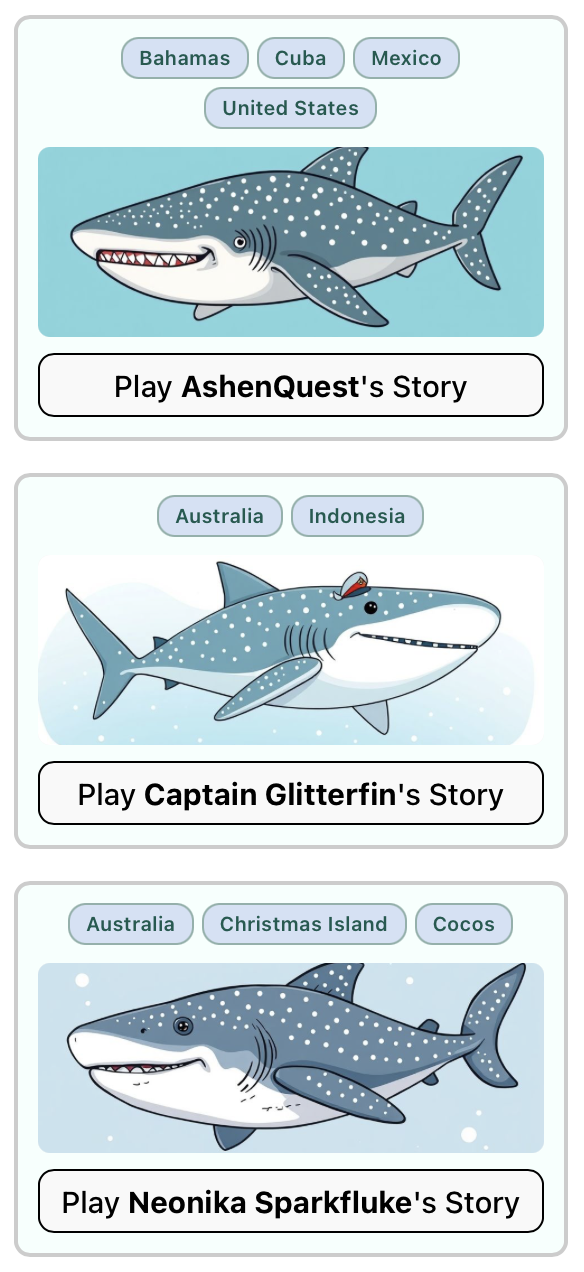 Bahamas Cuba Mexico
United States
Play AshenQuest's Story
Australia Indonesia
Play Captain Glitterfin's Story
Australia Christmas Island Cocos
Play Neonika Sparkfluke's Story